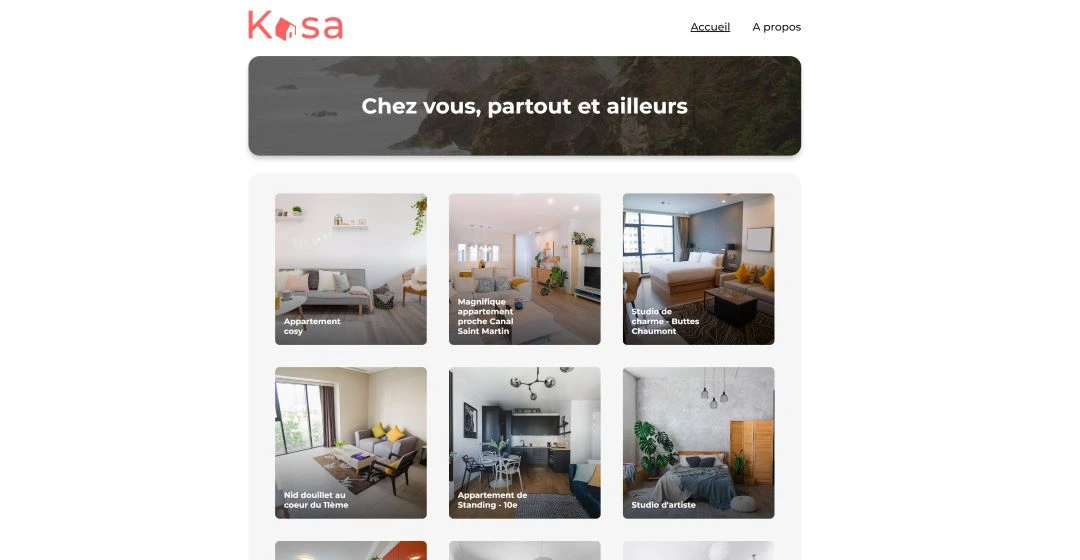 Kasa
Accueil
A propos
Chez vous, partout et ailleurs
Appartement
cosy
Magnifique
appartement
proche Canal
Saint Martin
Studio de
charme - Buttes
Chaumont
Nid douillet au
coeur du 11ème
Appartement de
Standing - 10e
Studio d'artiste